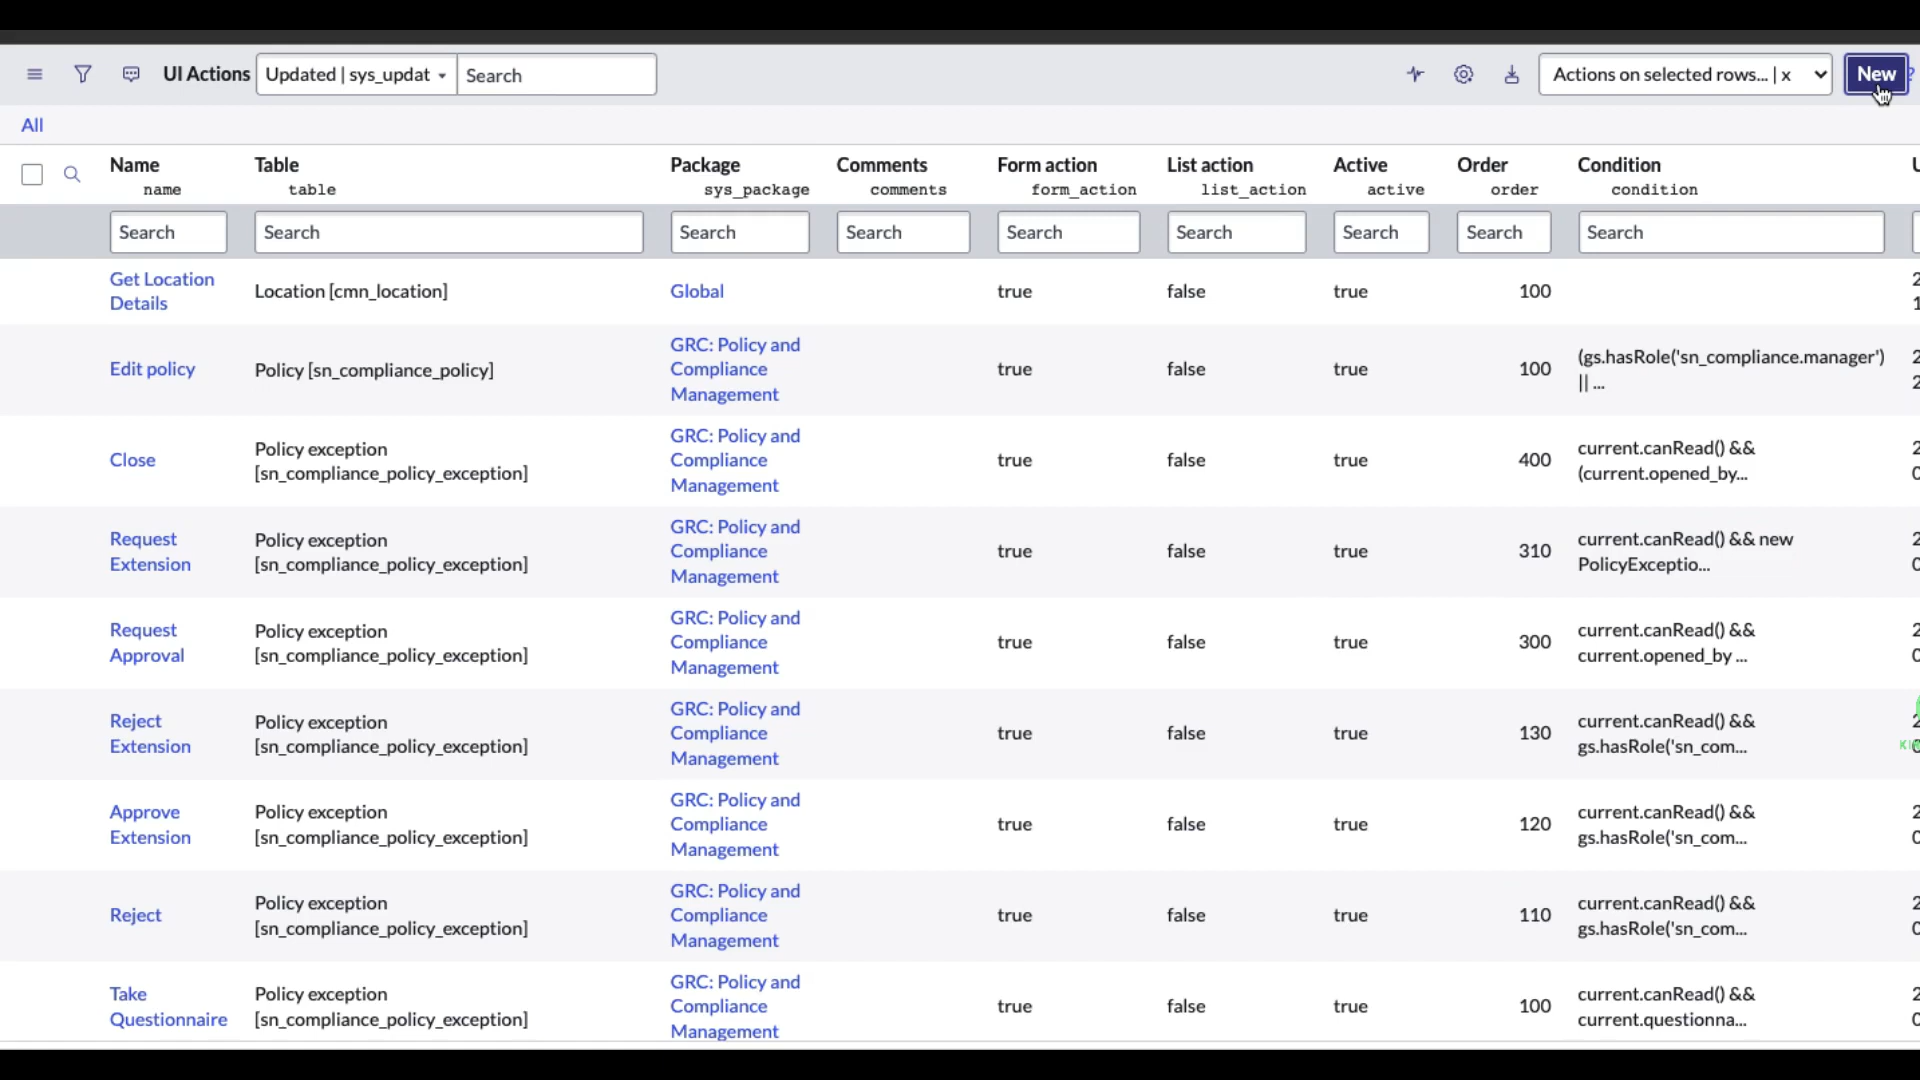 UI Actions Updated | sys_updat Search Actions on selected rows... | x New ?
All
Name Table Package Comments Form action List action Active Order Condition
name table sys_package comments form_action list_action active order condition
Search Search Search Search Search Search Search Search Search
Get Location
Details
Location [cmn_location]
Global
true false true 100
Edit policy
Policy [sn_compliance_policy]
GRC: Policy and
Compliance
Management
true false true 100
(gs.hasRole('sn_compliance.manager')
|| ...
Close
Policy exception
[sn_compliance_policy_exception]
GRC: Policy and
Compliance
Management
true false true 400
current.canRead() &&
(current.opened_by...
Request
Extension
Policy exception
[sn_compliance_policy_exception]
GRC: Policy and
Compliance
Management
true false true 310
current.canRead() && new
PolicyExceptio...
Request
Approval
Policy exception
[sn_compliance_policy_exception]
GRC: Policy and
Compliance
Management
true false true 300
current.canRead() &&
current.opened_by ...
Reject
Extension
Policy exception
[sn_compliance_policy_exception]
GRC: Policy and
Compliance
Management
true false true 130
current.canRead() &&
gs.hasRole('sn_com...
Approve
Extension
Policy exception
[sn_compliance_policy_exception]
GRC: Policy and
Compliance
Management
true false true 120
current.canRead() &&
gs.hasRole('sn_com...
Reject
Policy exception
[sn_compliance_policy_exception]
GRC: Policy and
Compliance
Management
true false true 110
current.canRead() &&
gs.hasRole('sn_com...
Take
Questionnaire
Policy exception
[sn_compliance_policy_exception]
GRC: Policy and
Compliance
Management
true false true 100
current.canRead() &&
current.questionna...